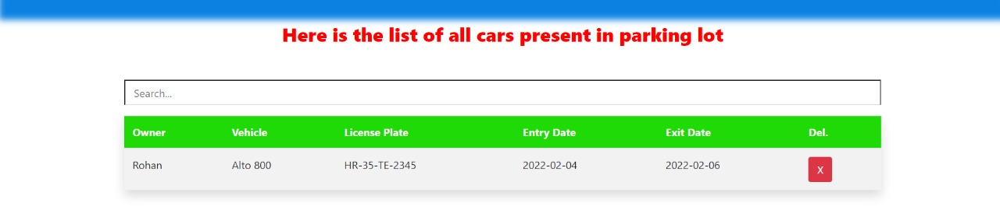 Here is the list of all cars present in parking lot
Search...
Owner Vehicle License Plate Entry Date Exit Date Del.
Rohan Alto 800 HR-35-TE-2345 2022-02-04 2022-02-06 X